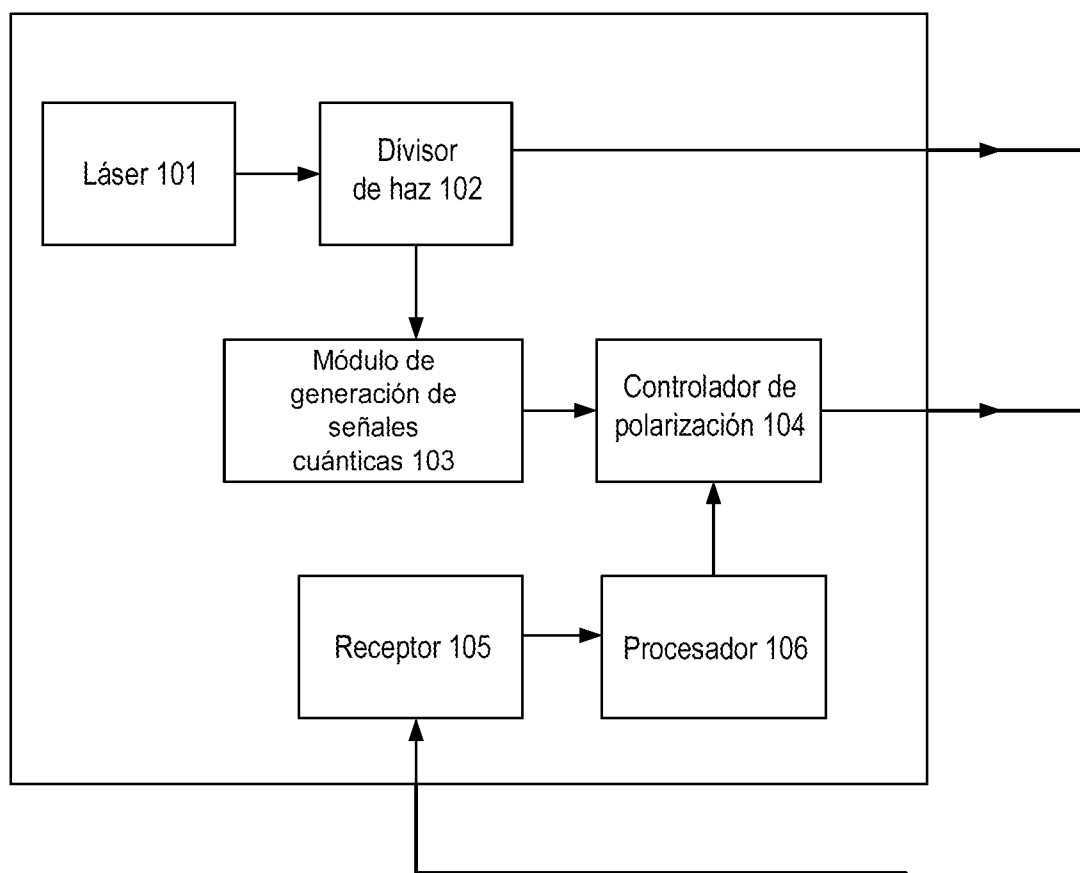 Láser 101
Divisor
de haz 102
Módulo de
generación de
señales
cuánticas 103
Controlador de
polarización 104
Receptor 105
Procesador 106